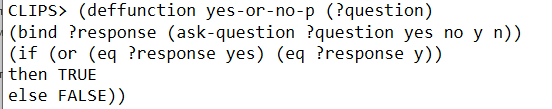 CLIPS> (deffunction yes-or-no-p (?question)
(bind ?response (ask-question ?question yes no y n))
(if (or (eq ?response yes) (eq ?response y))
then TRUE
else FALSE))